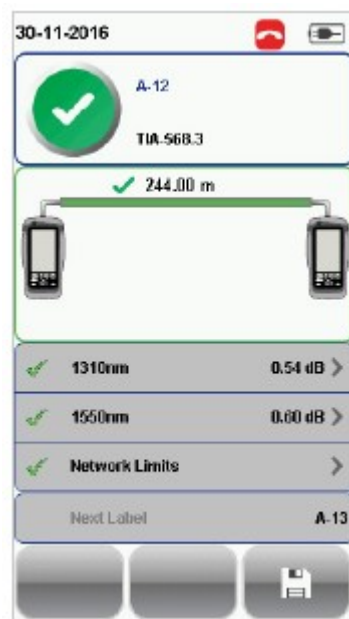 30-11-2016
A-12
TIA-568.3
244.00 m
1310nm 0.54 dB
1550nm 0.60 dB
Network Limits
Next Label A-13